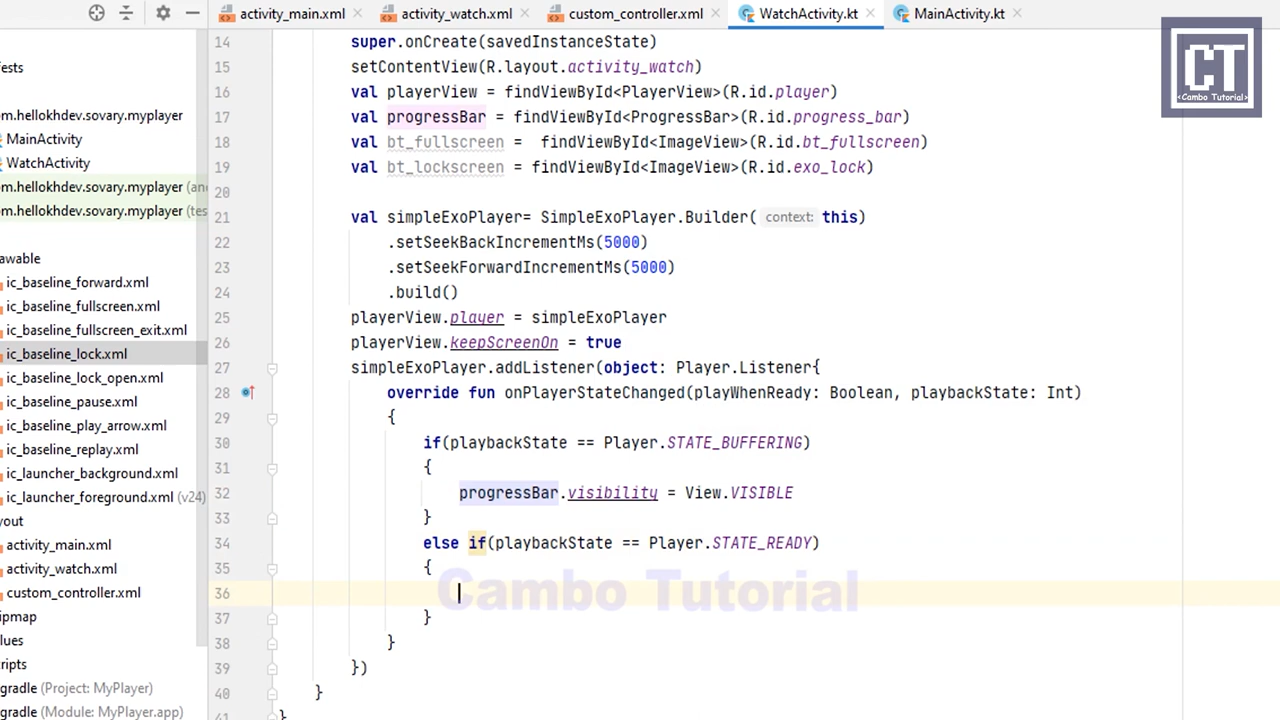 activity_main.xml
activity_watch.xml
custom_controller.xml
WatchActivity.kt
MainActivity.kt
CT
<Cambo Tutorial>
ests
om.hellokhdev.sovary.myplayer
MainActivity
WatchActivity
om.hellokhdev.sovary.myplayer (an
om.hellokhdev.sovary.myplayer (tes
awable
ic_baseline_forward.xml
ic_baseline_fullscreen.xml
ic_baseline_fullscreen_exit.xml
ic_baseline_lock.xml
ic_baseline_lock_open.xml
ic_baseline_pause.xml
ic_baseline_play_arrow.xml
ic_baseline_replay.xml
ic_launcher_background.xml
ic_launcher_foreground.xml (v24)
yout
activity_main.xml
activity_watch.xml
custom_controller.xml
ipmap
lues
scripts
.gradle (Project: MyPlayer)
.gradle (Module: MyPlayer.app)
14 super.onCreate(savedInstanceState)
15 setContentView(R.layout.activity_watch)
16 val playerView = findViewById<PlayerView>(R.id.player)
17 val progressBar = findViewById<ProgressBar>(R.id.progress_bar)
18 val bt_fullscreen =  findViewById<ImageView>(R.id.bt_fullscreen)
19 val bt_lockscreen = findViewById<ImageView>(R.id.exo_lock)
20
21 val simpleExoPlayer= SimpleExoPlayer.Builder( context: this)
22 .setSeekBackIncrementMs(5000)
23 .setSeekForwardIncrementMs(5000)
24 .build()
25 playerView.player = simpleExoPlayer
26 playerView.keepScreenOn = true
27 simpleExoPlayer.addListener(object: Player.Listener{
28 override fun onPlayerStateChanged(playWhenReady: Boolean, playbackState: Int)
29 {
30 if(playbackState == Player.STATE_BUFFERING)
31 {
32 progressBar.visibility = View.VISIBLE
33 }
34 else if(playbackState == Player.STATE_READY)
35 {
36
Cambo Tutorial
37 }
38 }
39 })
40 }
41 }